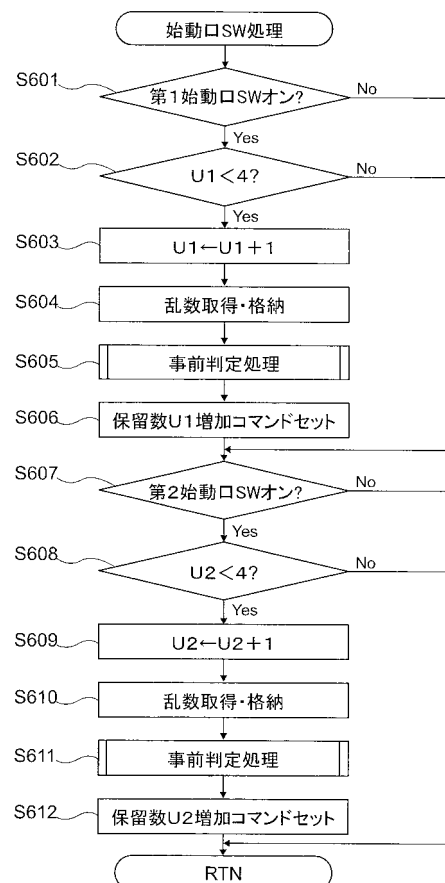 始動口SW処理
S601
第1始動口SWオン?
No
Yes
S602
U1<4?
No
Yes
S603
U1←U1+1
S604
乱数取得・格納
S605
事前判定処理
S606
保留数U1増加コマンドセット
S607
第2始動口SWオン?
No
Yes
S608
U2<4?
No
Yes
S609
U2←U2+1
S610
乱数取得・格納
S611
事前判定処理
S612
保留数U2増加コマンドセット
RTN